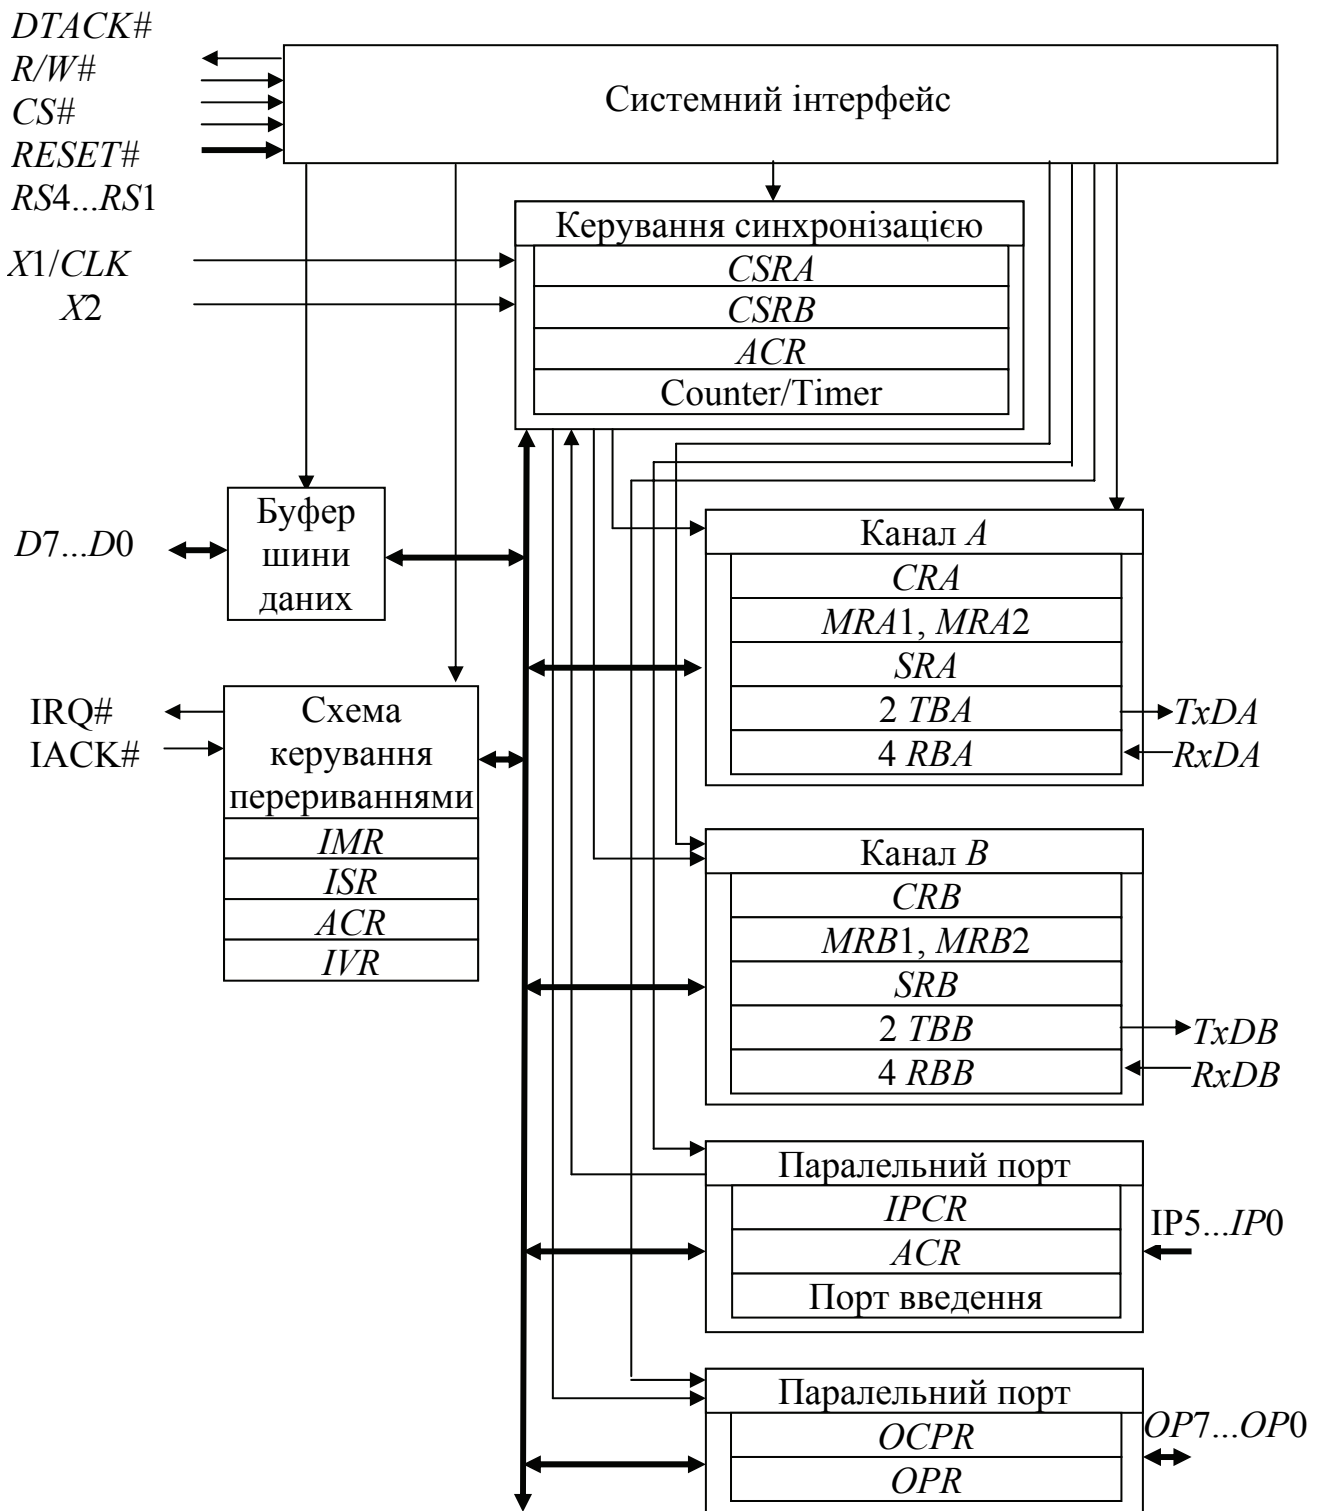 DTACK#
R/W#
CS#
RESET#
RS4...RS1
Системний інтерфейс
X1/CLK
X2
Керування синхронізацією
CSRA
CSRB
ACR
Counter/Timer
D7...D0
Буфер
шини
даних
IRQ#
IACK#
Схема
керування
перериваннями
IMR
ISR
ACR
IVR
Канал A
CRA
MRA1, MRA2
SRA
2 TBA
4 RBA
TxDA
RxDA
Канал B
CRB
MRB1, MRB2
SRB
2 TBB
4 RBB
TxDB
RxDB
Паралельний порт
IPCR
ACR
Порт введення
IP5...IP0
Паралельний порт
OCPR
OPR
OP7...OP0